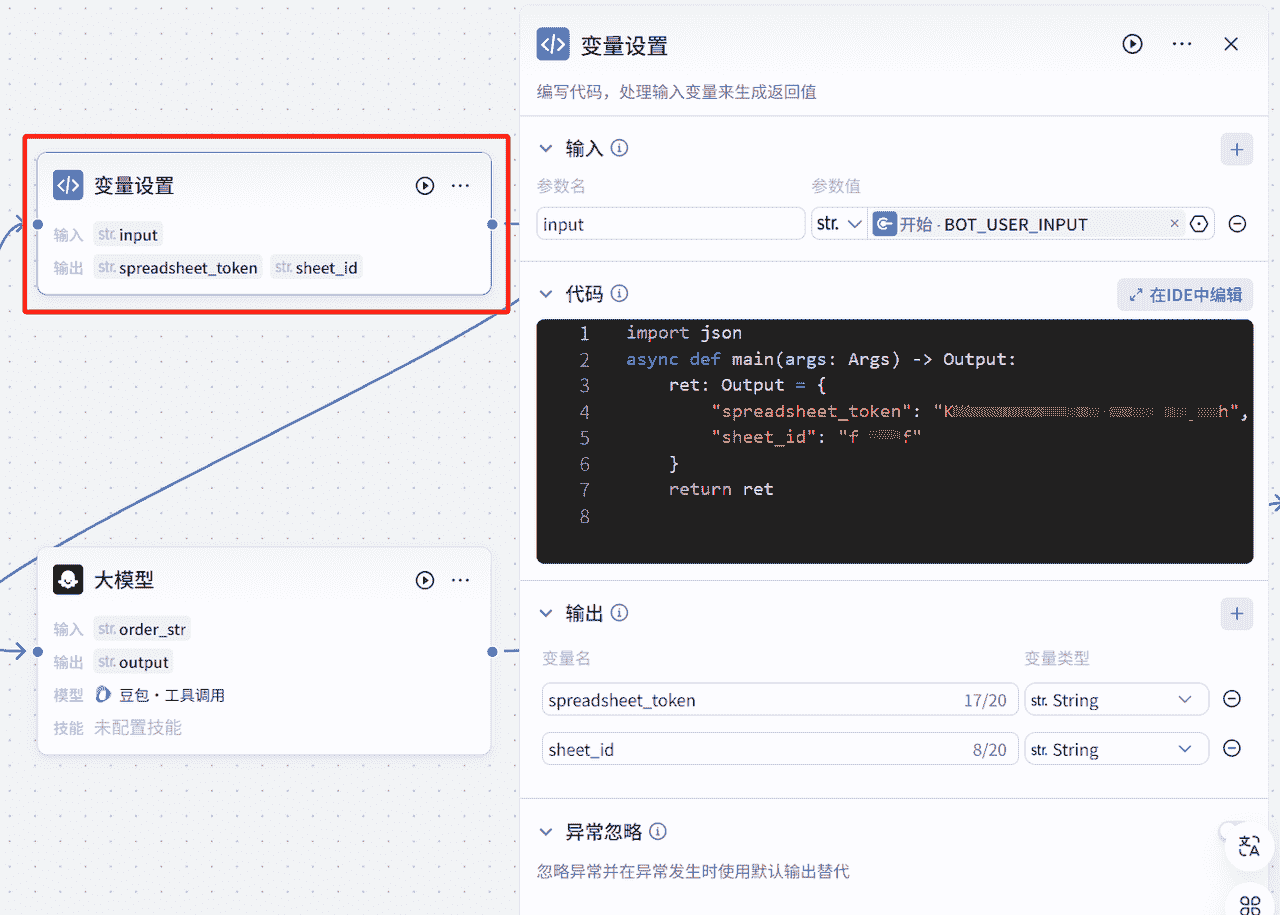 变量设置
输入 str. input
输出 str. spreadsheet_token str. sheet_id
大模型
输入 str. order_str
输出 str. output
模型 豆包·工具调用
技能 未配置技能
变量设置
编写代码，处理输入变量来生成返回值
输入
参数名 参数值
input str. 开始 · BOT_USER_INPUT
代码 在IDE中编辑
1 import json
2 async def main(args: Args) -> Output:
3 ret: Output = {
4 "spreadsheet_token": "K h",
5 "sheet_id": "f f"
6 }
7 return ret
8
输出
变量名 变量类型
spreadsheet_token 17/20 str. String
sheet_id 8/20 str. String
异常忽略
忽略异常并在异常发生时使用默认输出替代